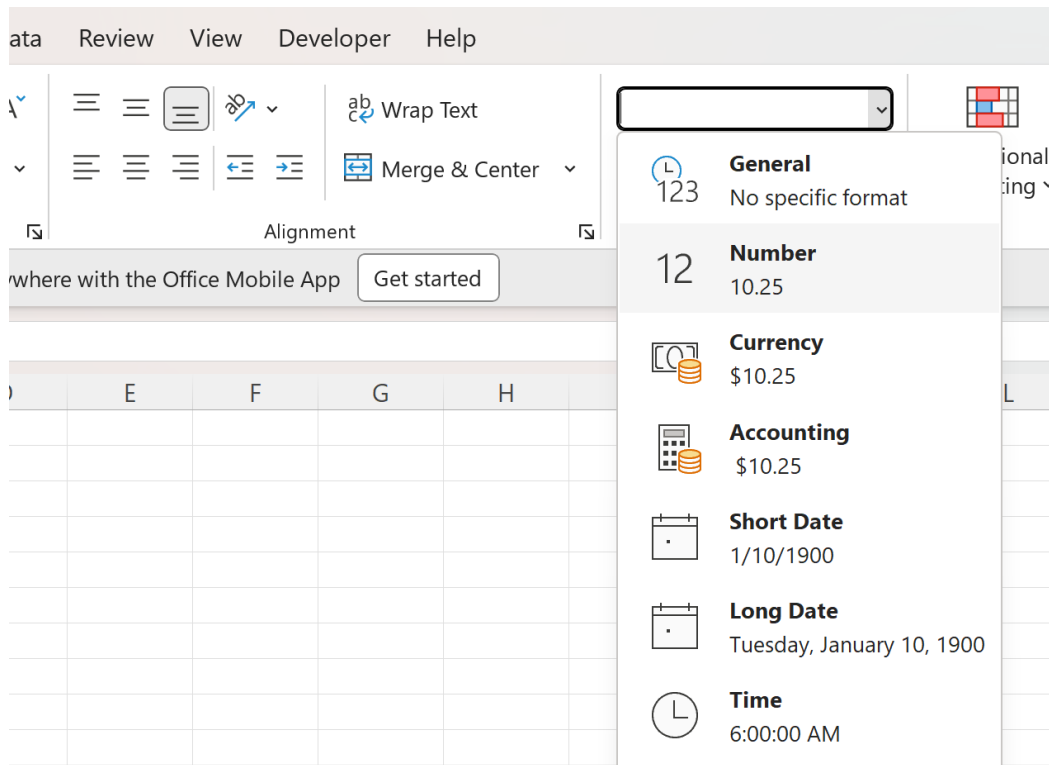 ata Review View Developer Help
ab Wrap Text
c
Merge & Center
Alignment
ional
ting
where with the Office Mobile App Get started
E F G H L
123 General
No specific format
12 Number
10.25
Currency
$10.25
Accounting
$10.25
Short Date
1/10/1900
Long Date
Tuesday, January 10, 1900
Time
6:00:00 AM